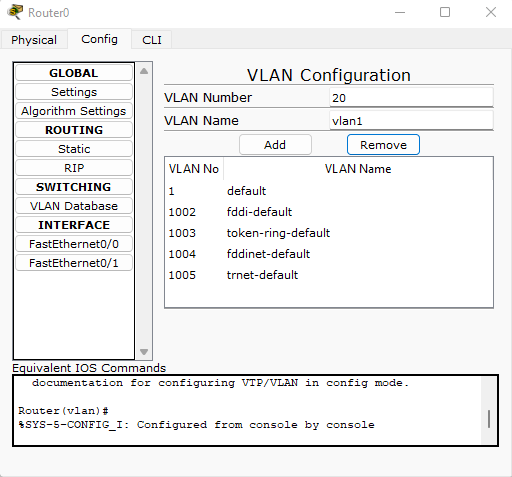 Router0
Physical Config CLI
GLOBAL
Settings
Algorithm Settings
ROUTING
Static
RIP
SWITCHING
VLAN Database
INTERFACE
FastEthernet0/0
FastEthernet0/1
VLAN Configuration
VLAN Number 20
VLAN Name vlan1
Add Remove
VLAN No VLAN Name
1 default
1002 fddi-default
1003 token-ring-default
1004 fddinet-default
1005 trnet-default
Equivalent IOS Commands
documentation for configuring VTP/VLAN in config mode.
Router(vlan)#
%SYS-5-CONFIG_I: Configured from console by console